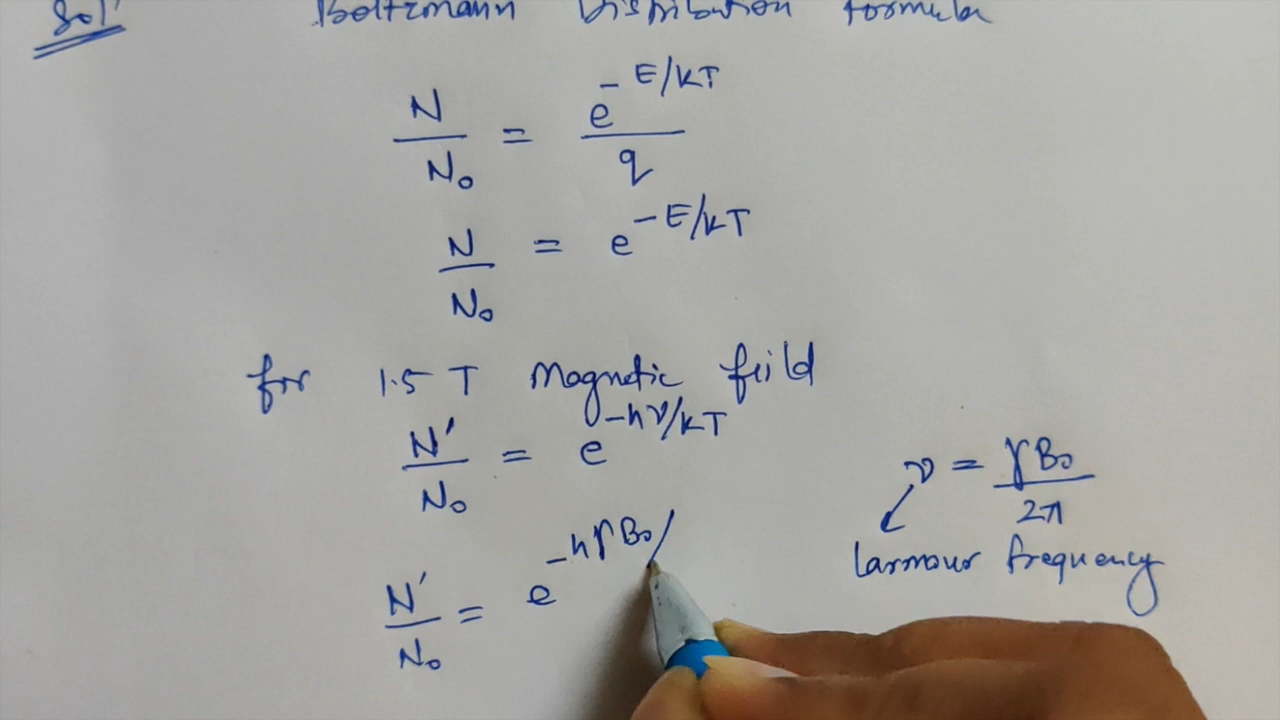 Sol'
Boltzmann Distribution formula
N/N₀ = e^(-E/KT)/q
N/N₀ = e^(-E/KT)
for 1.5 T Magnetic feild
N'/N₀ = e^(-hν/KT)
ν = γB₀/2π
larmour frequency
N'/N₀ = e^(-hγB₀/